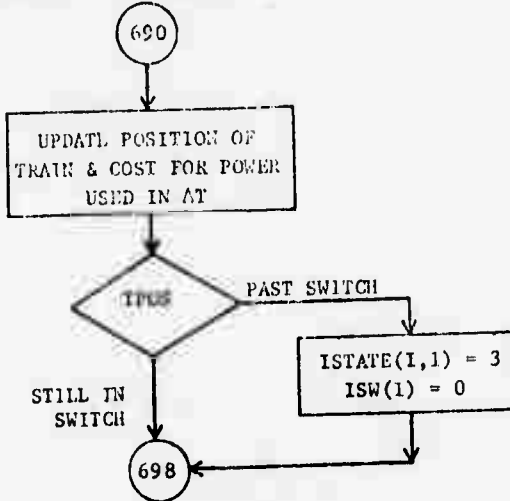 690
UPDATE POSITION OF
TRAIN & COST FOR POWER
USED IN ΔT
PAST SWITCH
ISTATE(I,1) = 3
ISW(1) = 0
STILL IN
SWITCH
698